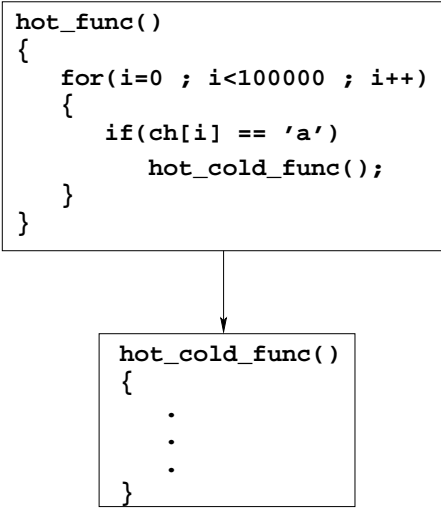 hot_func()
{
for(i=0 ; i<100000 ; i++)
{
if(ch[i] == ’a’)
hot_cold_func();
}
}
hot_cold_func()
{
.
.
.
}